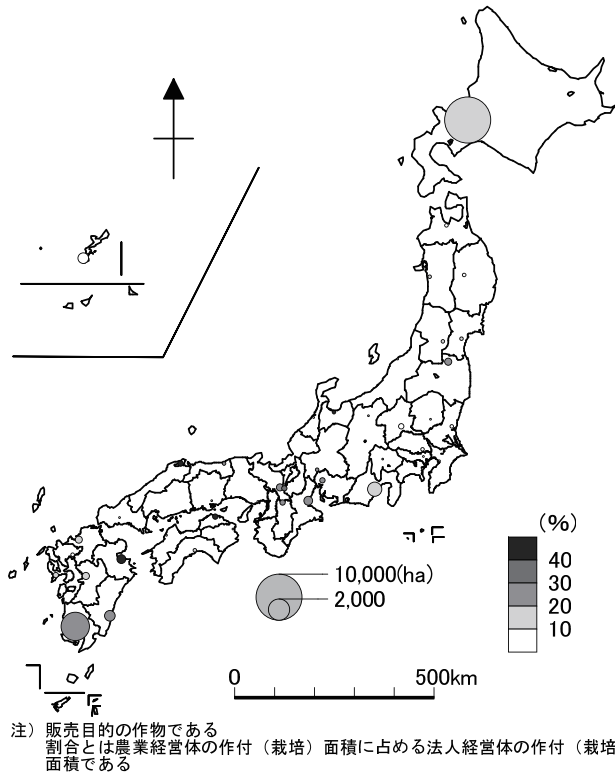 (%)
40
30
20
10
10,000(ha)
2,000
0 500km
注）販売目的の作物である
割合とは農業経営体の作付（栽培）面積に占める法人経営体の作付（栽培
面積である